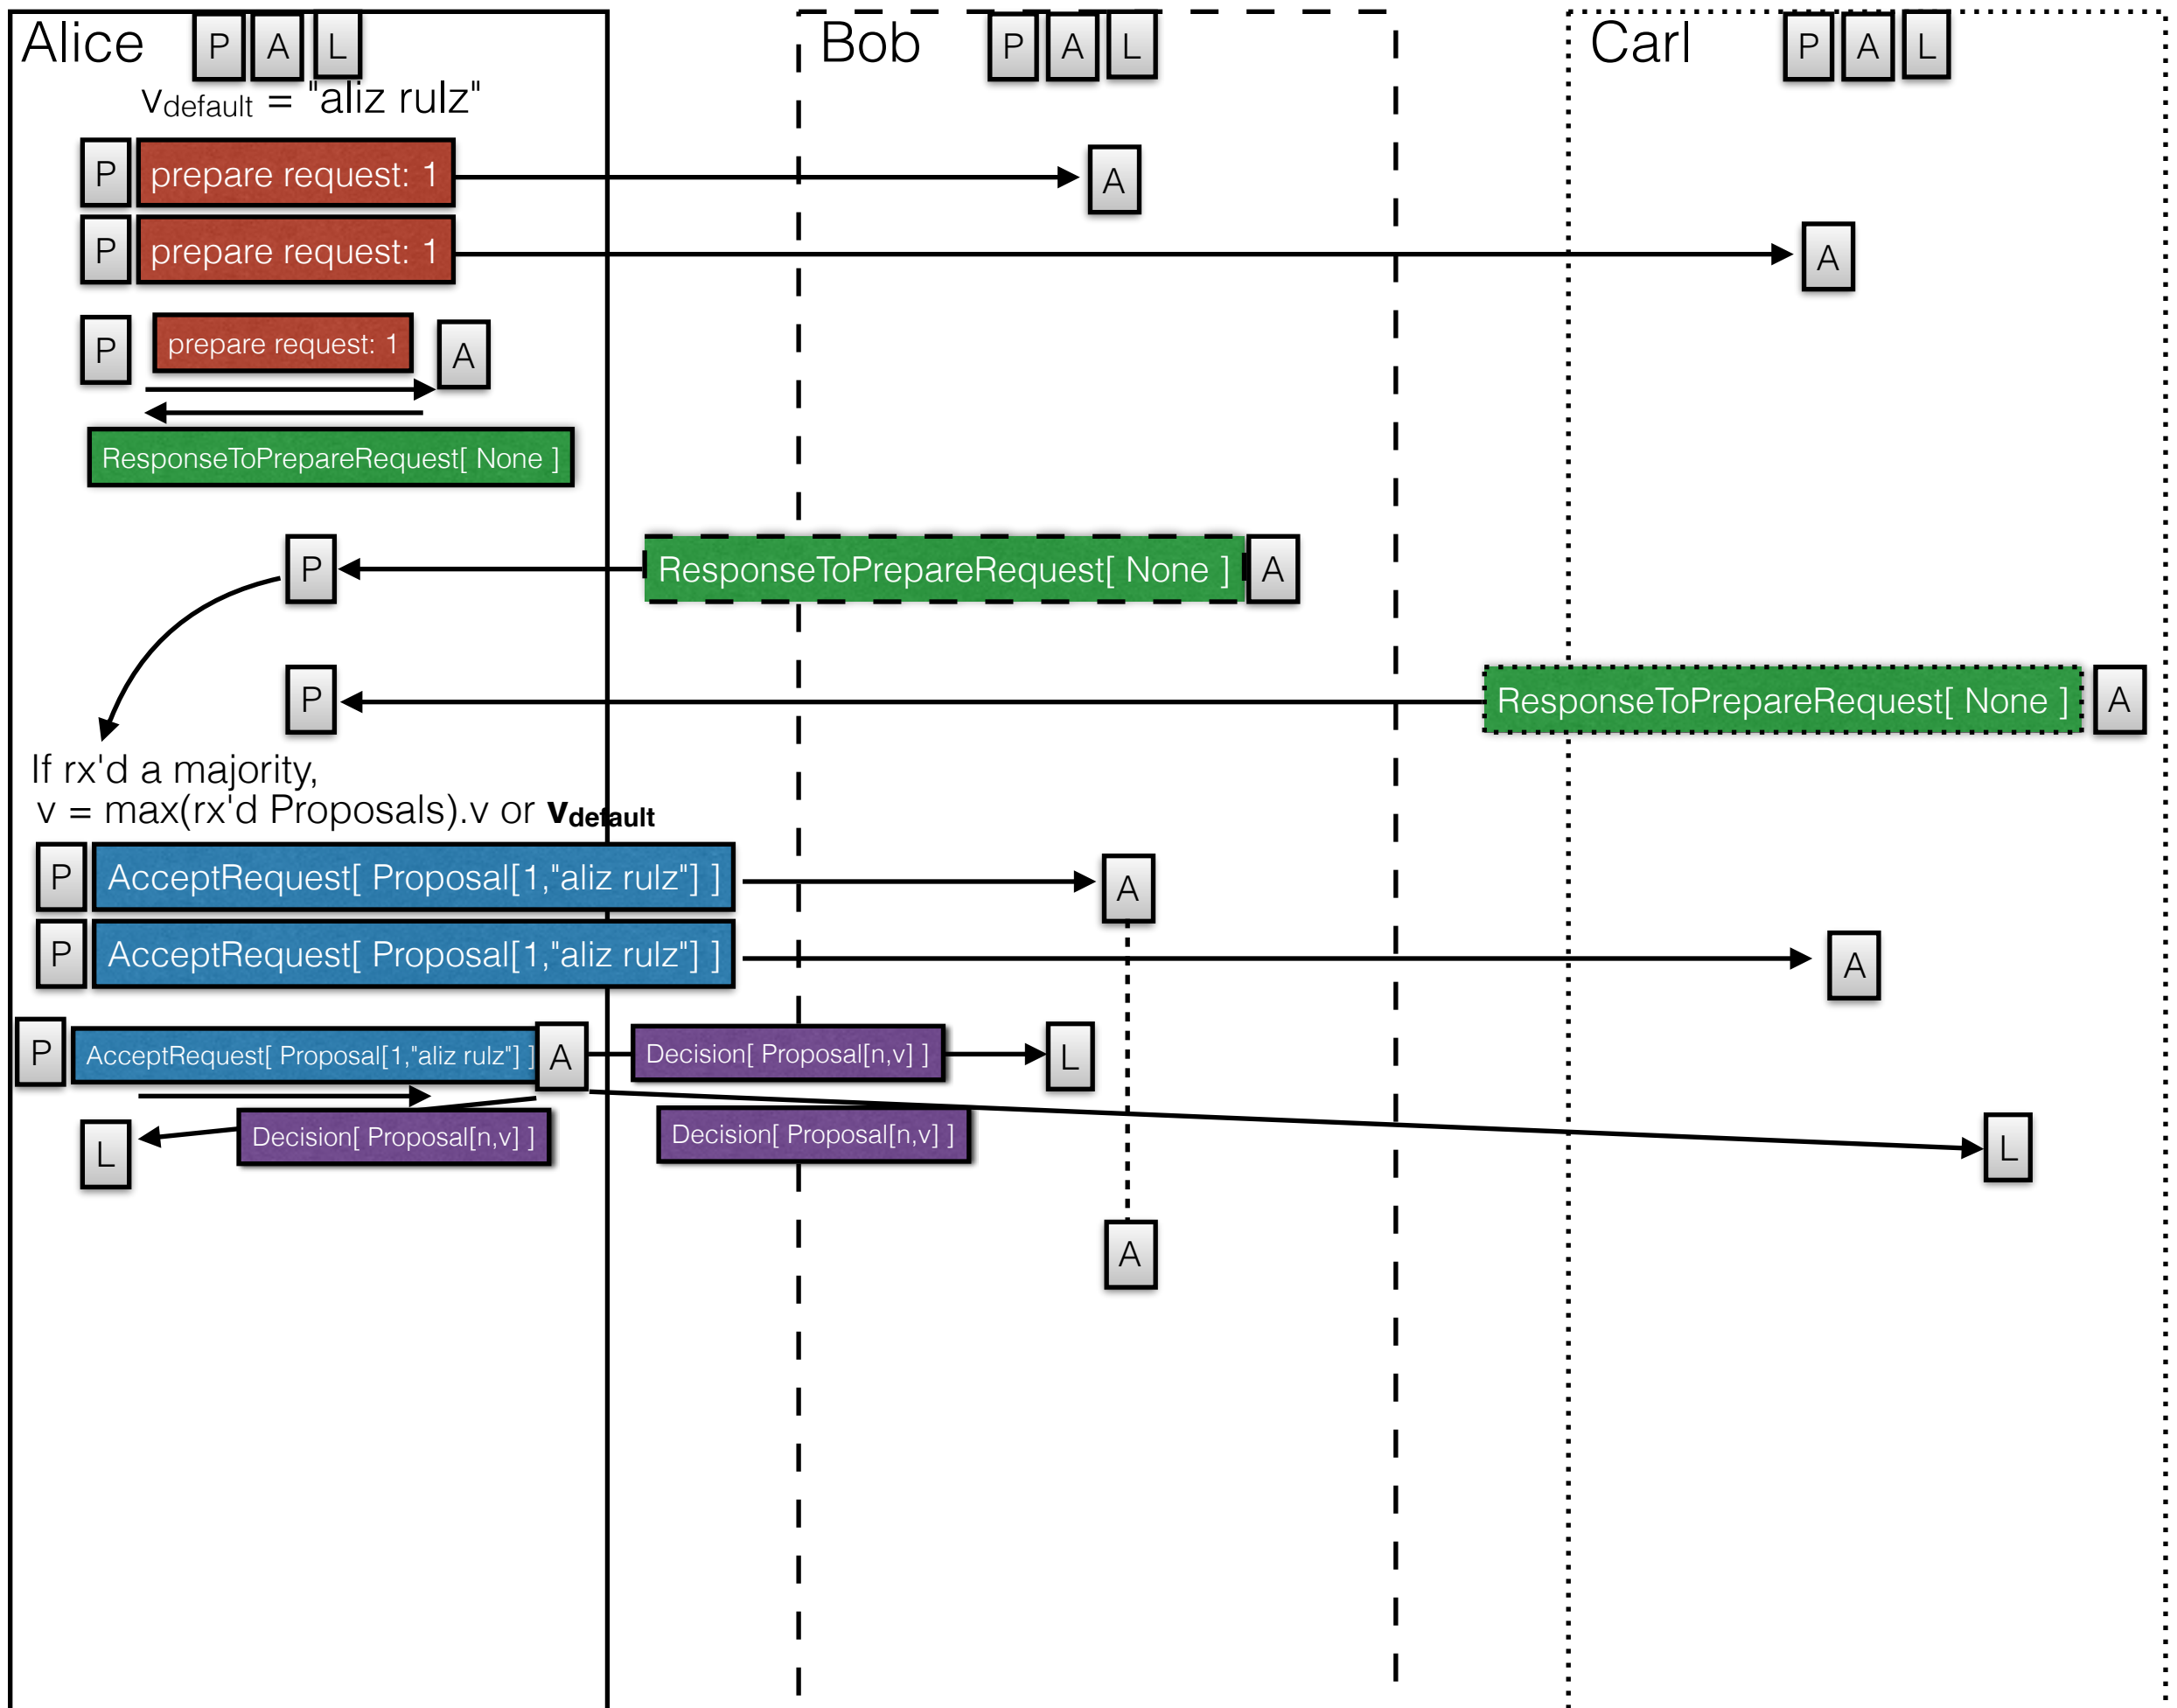 Alice P A L
Bob P A L
Carl P A L
vdefault = "aliz rulz"
P prepare request: 1 A
P prepare request: 1 A
P prepare request: 1 A
ResponseToPrepareRequest[ None ]
P ResponseToPrepareRequest[ None ] A
P ResponseToPrepareRequest[ None ] A
If rx'd a majority,
v = max(rx'd Proposals).v or vdefault
P AcceptRequest[ Proposal[1,"aliz rulz"] ] A
P AcceptRequest[ Proposal[1,"aliz rulz"] ] A
P AcceptRequest[ Proposal[1,"aliz rulz"] ] A Decision[ Proposal[n,v] ] L
L Decision[ Proposal[n,v] ] Decision[ Proposal[n,v] ] L
A